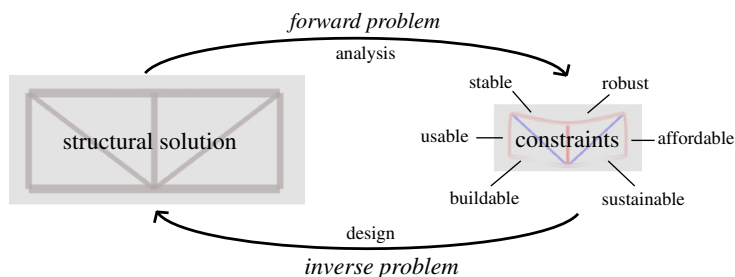 forward problem
analysis
structural solution
stable
robust
usable
constraints
affordable
buildable
sustainable
design
inverse problem